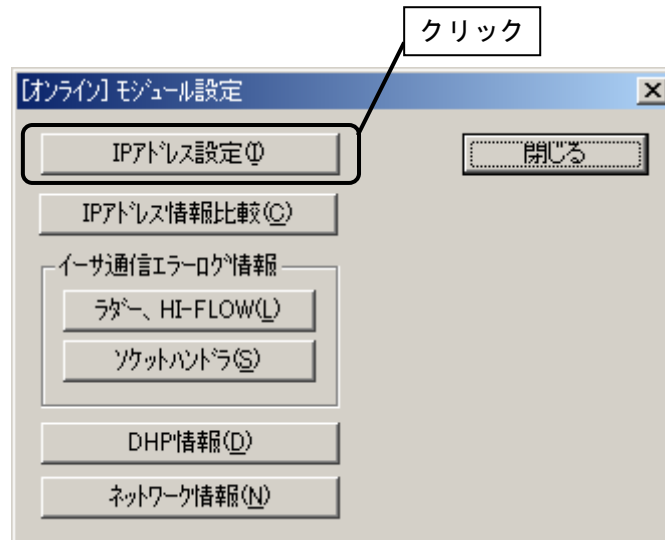 クリック
[オンライン] モジュール設定
IPアドレス設定(I)
閉じる
IPアドレス情報比較(C)
イーサ通信エラーログ情報
ラダー、HI-FLOW(L)
ソケットハンドラ(S)
DHP情報(D)
ネットワーク情報(N)